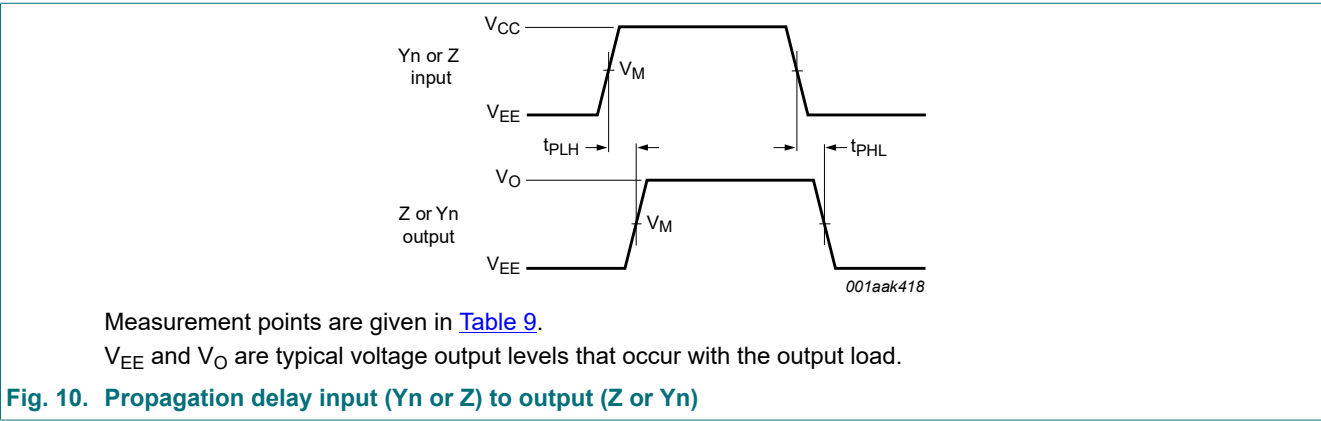 VCC
Yn or Z
input
VM
VEE
tPLH
tPHL
VO
Z or Yn
output
VM
VEE
001aak418
Measurement points are given in Table 9.
VEE and VO are typical voltage output levels that occur with the output load.
Fig. 10. Propagation delay input (Yn or Z) to output (Z or Yn)